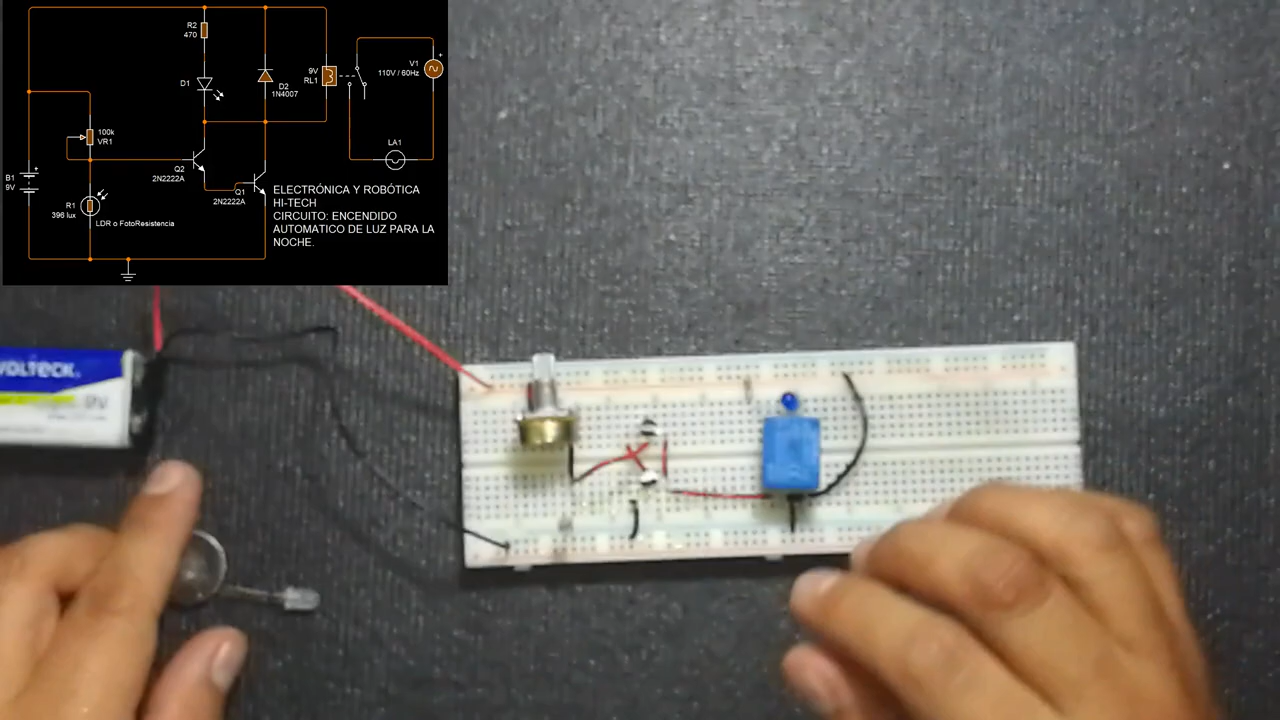 R2
470
D1
D2
1N4007
9V
RL1
V1
110V / 60Hz
+
100k
VR1
LA1
Q2
2N2222A
B1
9V
+
Q1
2N2222A
R1
396 lux
LDR o FotoResistencia
ELECTRÓNICA Y ROBÓTICA
HI-TECH
CIRCUITO: ENCENDIDO
AUTOMATICO DE LUZ PARA LA
NOCHE.
VOLTECK.
9V